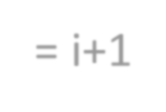 = i+1